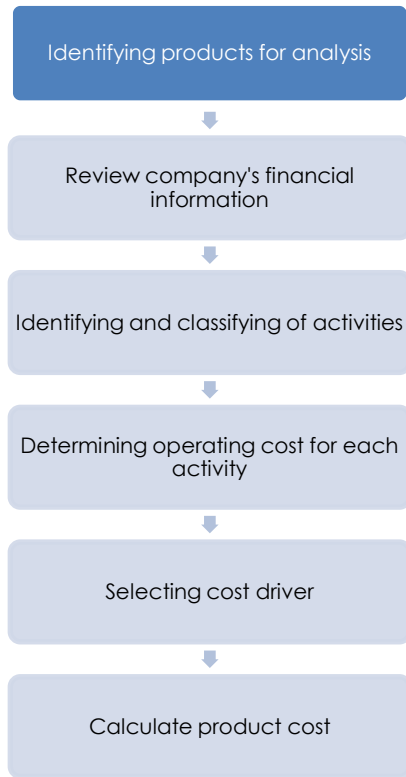 Identifying products for analysis
Review company's financial
information
Identifying and classifying of activities
Determining operating cost for each
activity
Selecting cost driver
Calculate product cost